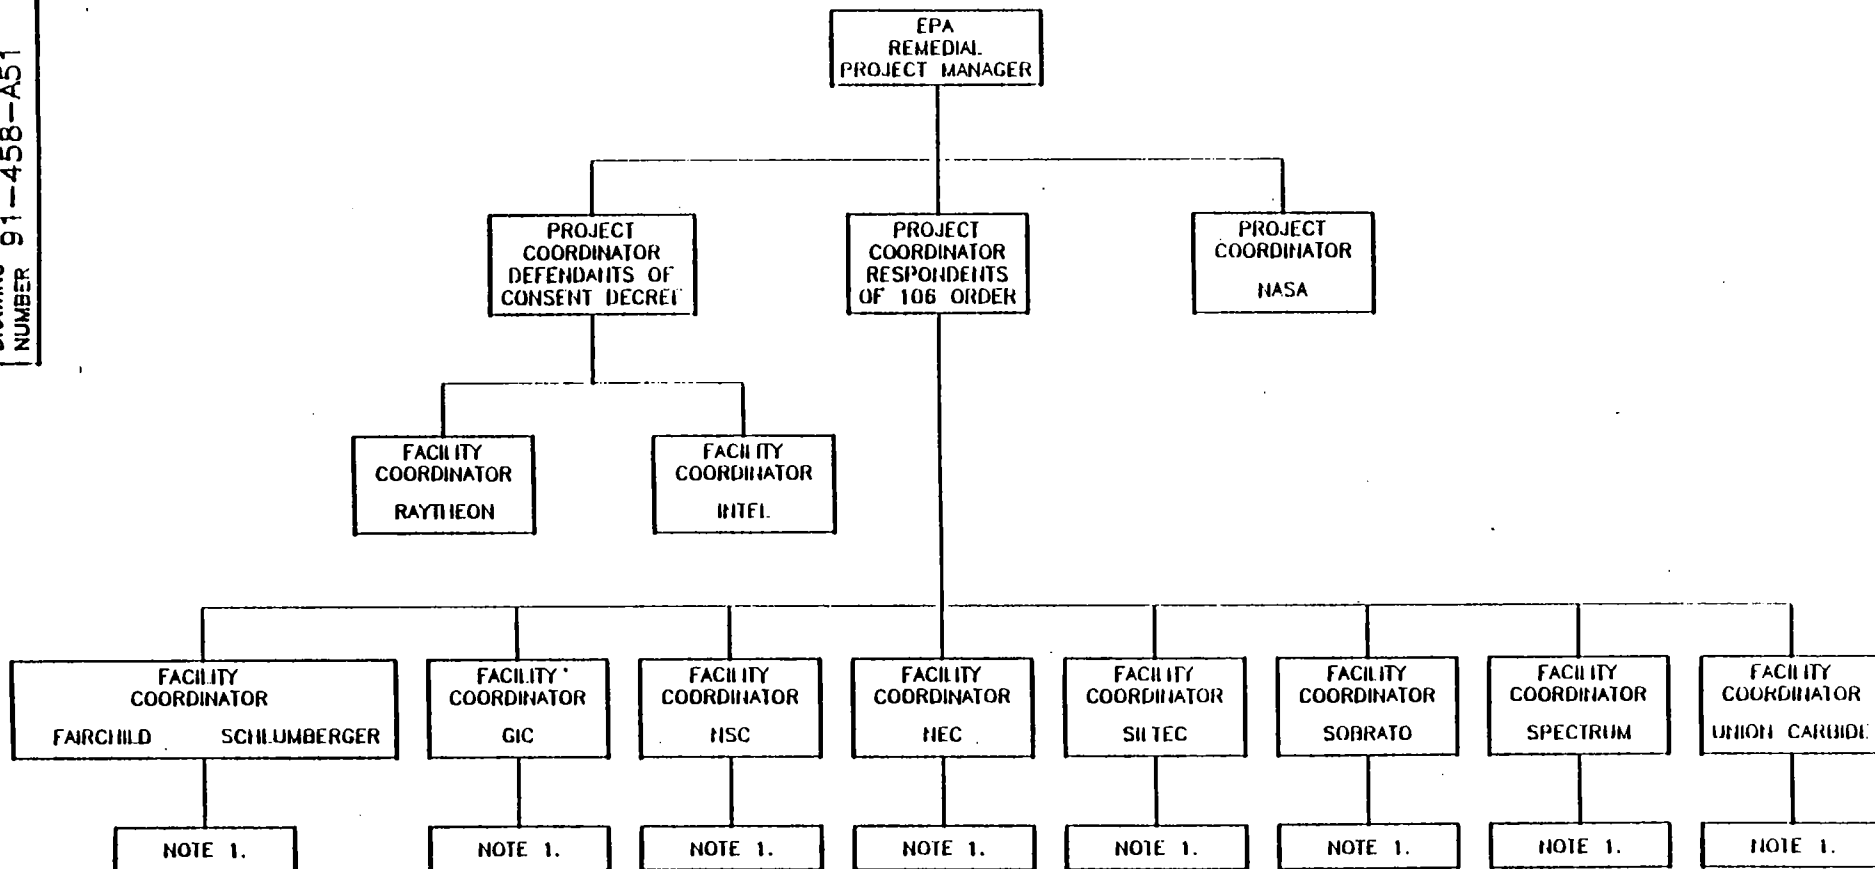 NUMBER 91-458-A51
EPA
REMEDIAL
PROJECT MANAGER
PROJECT
COORDINATOR
DEFENDANTS OF
CONSENT DECREE
PROJECT
COORDINATOR
RESPONDENTS
OF 106 ORDER
PROJECT
COORDINATOR
NASA
FACILITY
COORDINATOR
RAYTHEON
FACILITY
COORDINATOR
INTEL
FACILITY
COORDINATOR
FAIRCHILD SCHLUMBERGER
FACILITY
COORDINATOR
GIC
FACILITY
COORDINATOR
NSC
FACILITY
COORDINATOR
NEC
FACILITY
COORDINATOR
SILTEC
FACILITY
COORDINATOR
SOBRATO
FACILITY
COORDINATOR
SPECTRUM
FACILITY
COORDINATOR
UNION CARBIDE
NOTE 1.
NOTE 1.
NOTE 1.
NOTE 1.
NOTE 1.
NOTE 1.
NOTE 1.
NOTE 1.